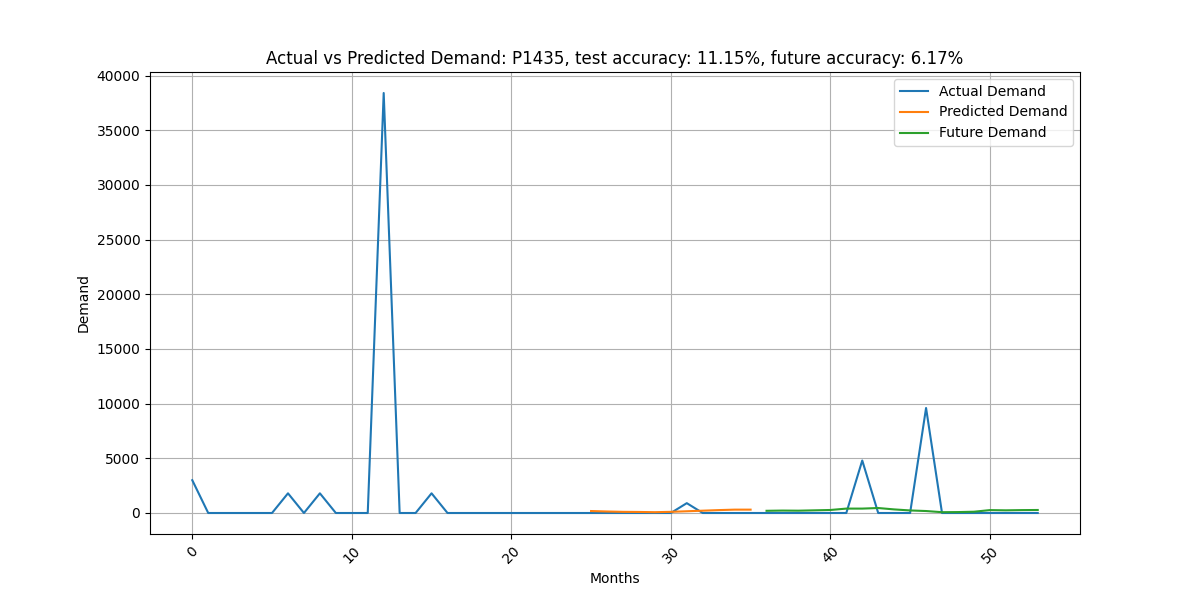 Actual vs Predicted Demand: P1435, test accuracy: 11.15%, future accuracy: 6.17%
Actual Demand
Predicted Demand
Future Demand
40000
35000
30000
25000
20000
15000
10000
5000
0
Demand
0
10
20
30
40
50
Months